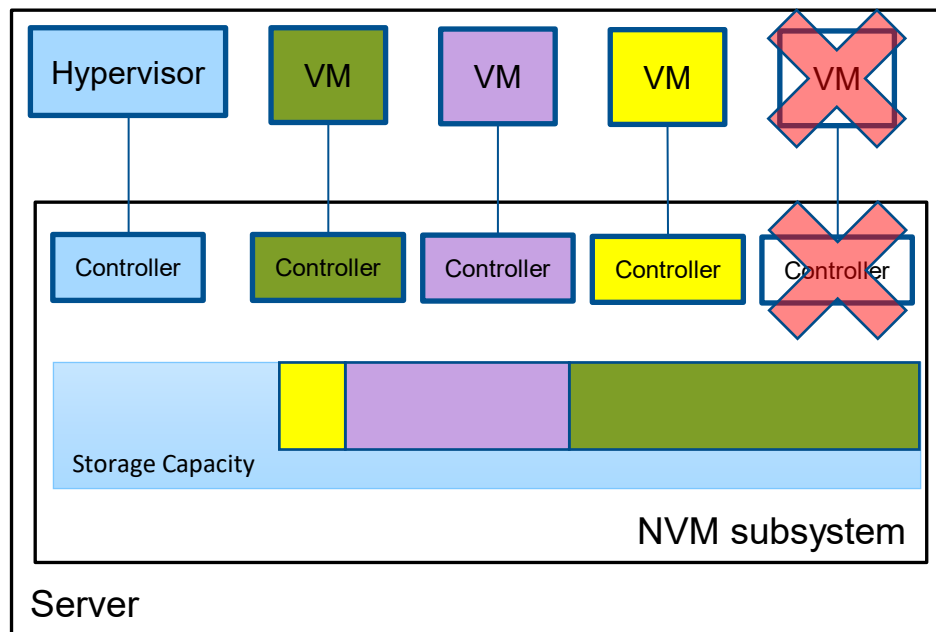 Hypervisor
VM
VM
VM
VM
Controller
Controller
Controller
Controller
Controller
Storage Capacity
NVM subsystem
Server